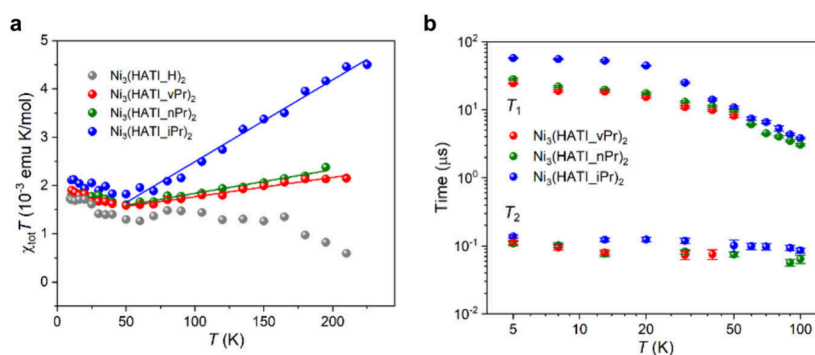 a
5
4
3
2
1
0
χtotT (10⁻³ emu K/mol)
Ni₃(HATI_H)₂
Ni₃(HATI_vPr)₂
Ni₃(HATI_nPr)₂
Ni₃(HATI_iPr)₂
0 50 100 150 200
T (K)
b
10²
10¹
10⁰
10⁻¹
10⁻²
Time (μs)
T₁
Ni₃(HATI_vPr)₂
Ni₃(HATI_nPr)₂
Ni₃(HATI_iPr)₂
T₂
5 10 20 50 100
T (K)